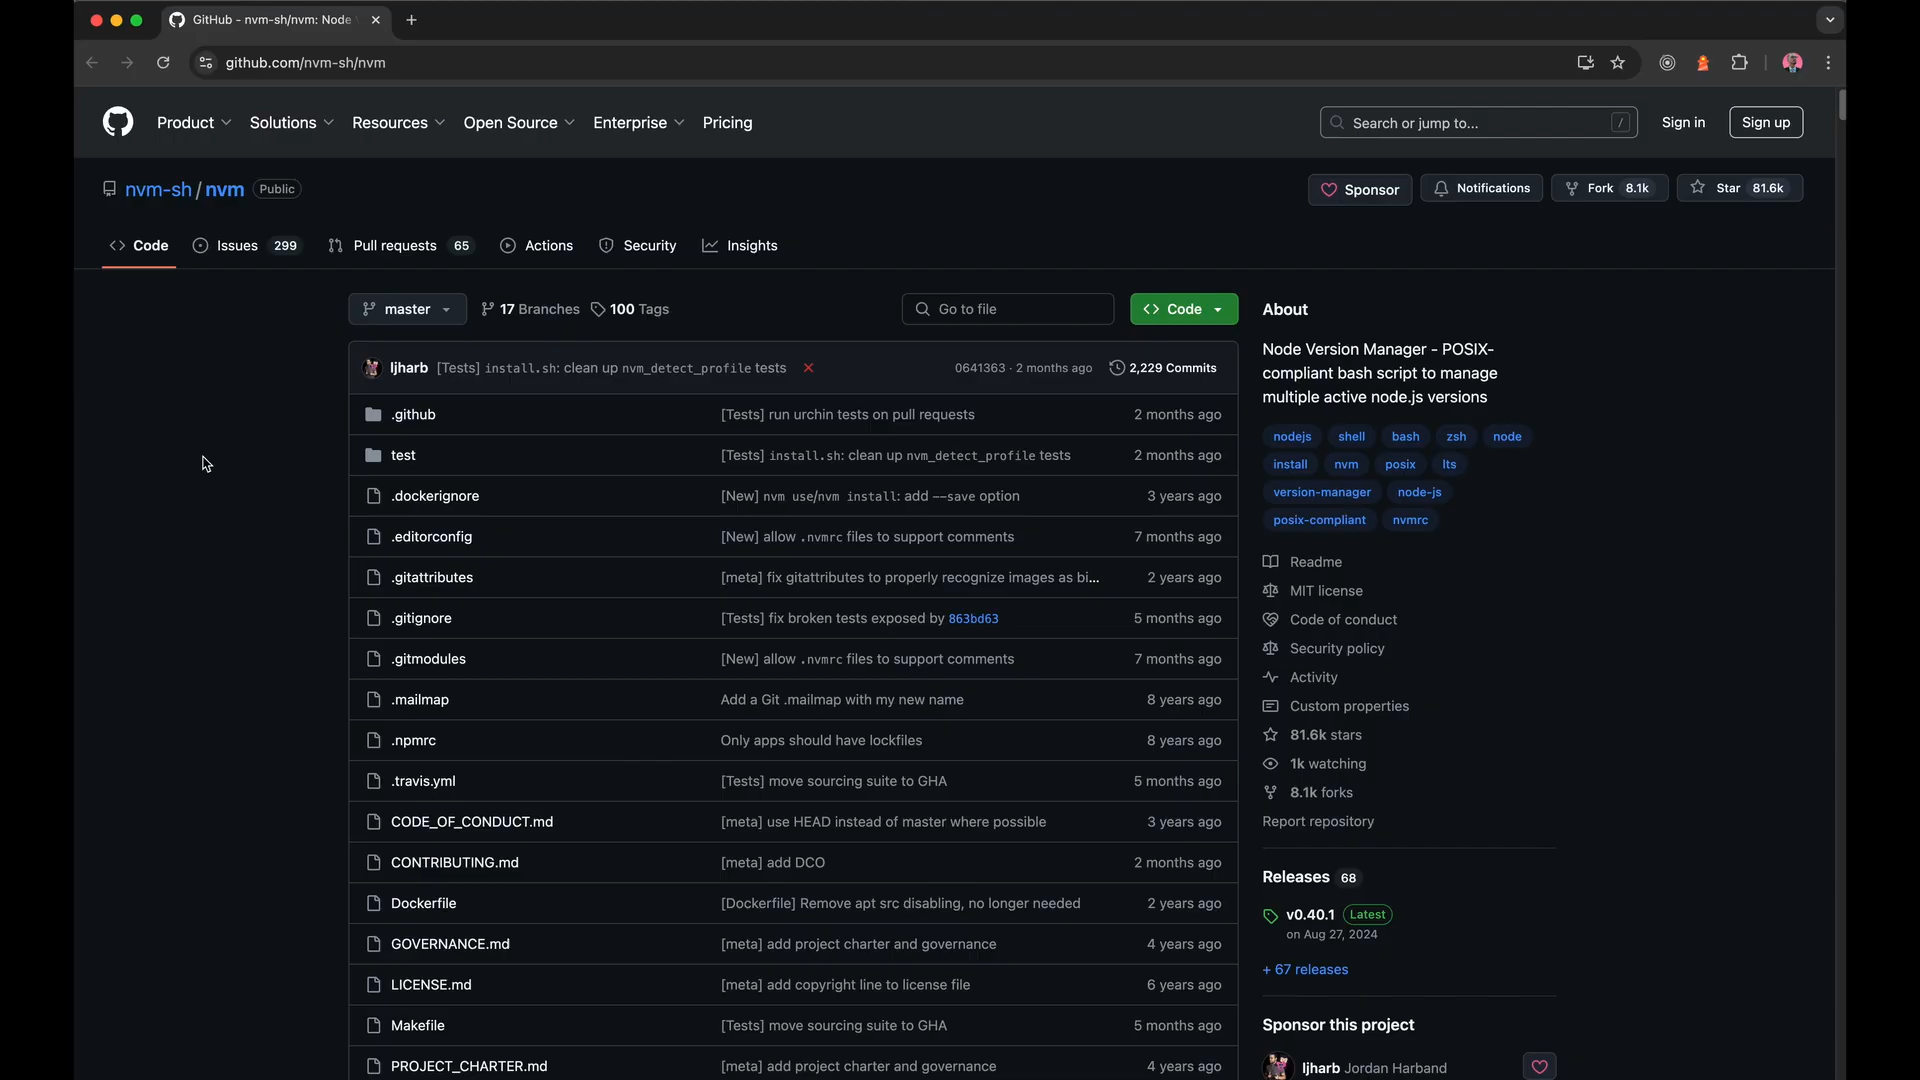 GitHub - nvm-sh/nvm: Node
github.com/nvm-sh/nvm
Product Solutions Resources Open Source Enterprise Pricing
Search or jump to... /
Sign in
Sign up
nvm-sh / nvm Public
Sponsor
Notifications
Fork 8.1k
Star 81.6k
Code
Issues 299
Pull requests 65
Actions
Security
Insights
master
17 Branches
100 Tags
Go to file
Code
ljharb [Tests] install.sh: clean up nvm_detect_profile tests 0641363 · 2 months ago 2,229 Commits
.github [Tests] run urchin tests on pull requests 2 months ago
test [Tests] install.sh: clean up nvm_detect_profile tests 2 months ago
.dockerignore [New] nvm use/nvm install: add --save option 3 years ago
.editorconfig [New] allow .nvmrc files to support comments 7 months ago
.gitattributes [meta] fix gitattributes to properly recognize images as bi... 2 years ago
.gitignore [Tests] fix broken tests exposed by 863bd63 5 months ago
.gitmodules [New] allow .nvmrc files to support comments 7 months ago
.mailmap Add a Git .mailmap with my new name 8 years ago
.npmrc Only apps should have lockfiles 8 years ago
.travis.yml [Tests] move sourcing suite to GHA 5 months ago
CODE_OF_CONDUCT.md [meta] use HEAD instead of master where possible 3 years ago
CONTRIBUTING.md [meta] add DCO 2 months ago
Dockerfile [Dockerfile] Remove apt src disabling, no longer needed 2 years ago
GOVERNANCE.md [meta] add project charter and governance 4 years ago
LICENSE.md [meta] add copyright line to license file 6 years ago
Makefile [Tests] move sourcing suite to GHA 5 months ago
PROJECT_CHARTER.md [meta] add project charter and governance 4 years ago
About
Node Version Manager - POSIX-
compliant bash script to manage
multiple active node.js versions
nodejs shell bash zsh node
install nvm posix lts
version-manager node-js
posix-compliant nvmrc
Readme
MIT license
Code of conduct
Security policy
Activity
Custom properties
81.6k stars
1k watching
8.1k forks
Report repository
Releases 68
v0.40.1 Latest
on Aug 27, 2024
+ 67 releases
Sponsor this project
ljharb Jordan Harband